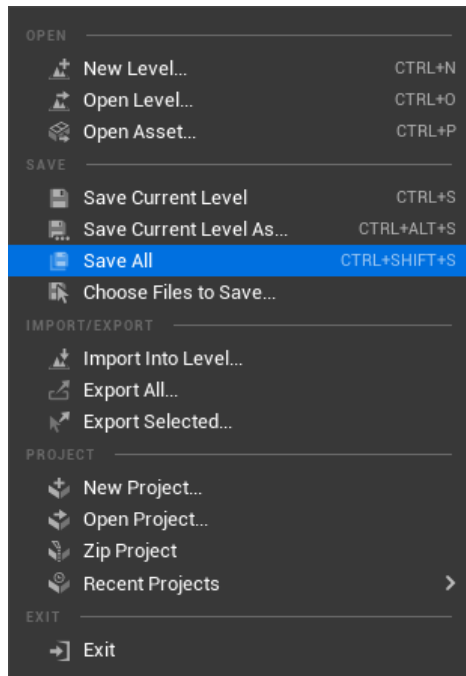 OPEN
New Level... CTRL+N
Open Level... CTRL+O
Open Asset... CTRL+P
SAVE
Save Current Level CTRL+S
Save Current Level As... CTRL+ALT+S
Save All CTRL+SHIFT+S
Choose Files to Save...
IMPORT/EXPORT
Import Into Level...
Export All...
Export Selected...
PROJECT
New Project...
Open Project...
Zip Project
Recent Projects
EXIT
Exit